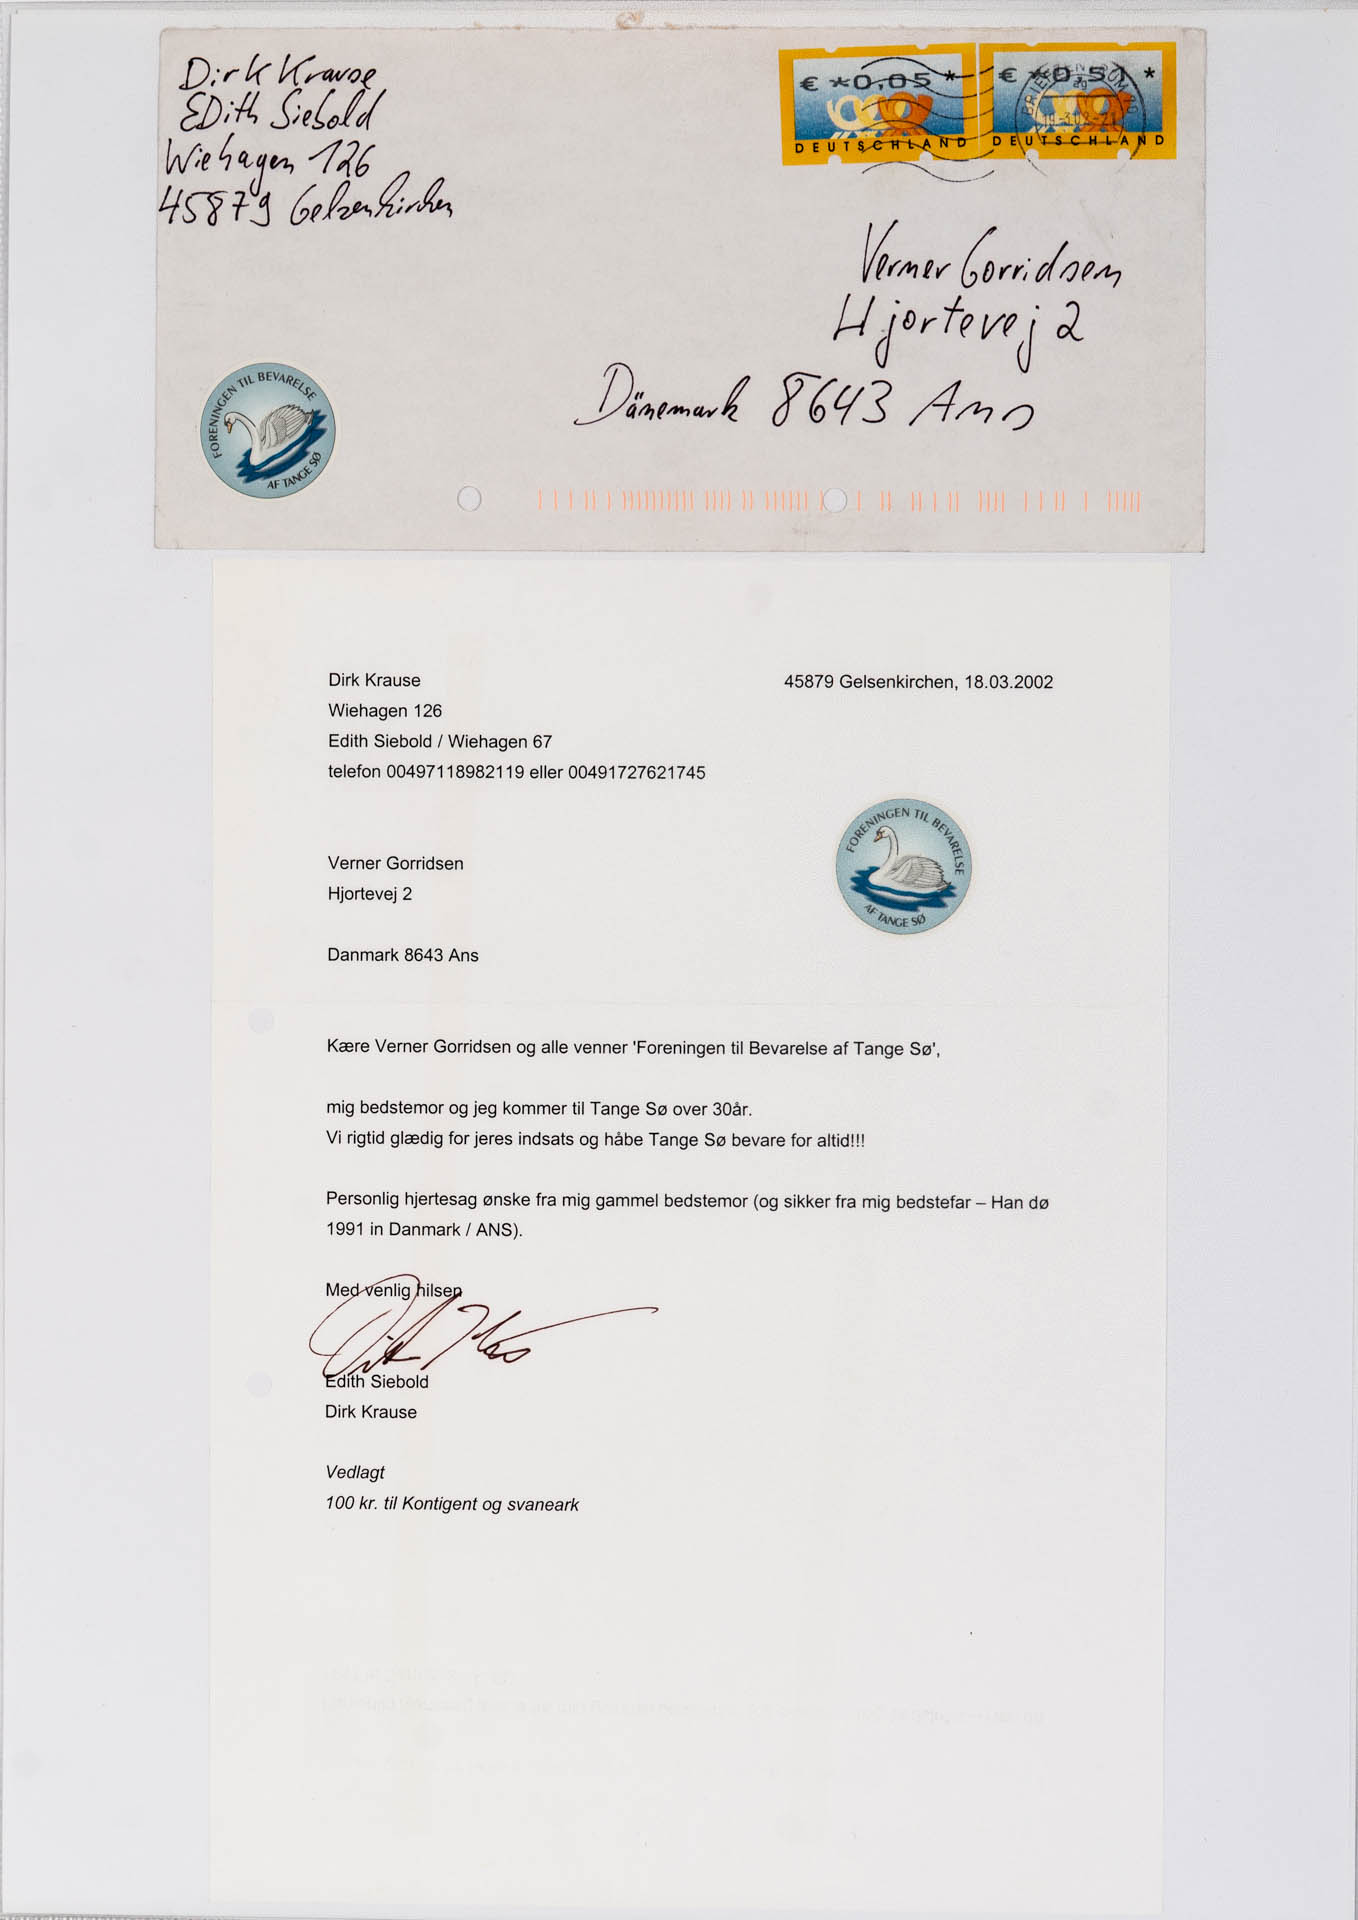 Dirk Krause
EDith Siebold
Wiehagen 126
45879 Gelsenkirchen
€ *0,05 *
DEUTSCHLAND
€ *0,51 *
DEUTSCHLAND
Verner Gorridsen
Hjortevej 2
Dänemark 8643 Ans
FORENINGEN TIL BEVARELSE
AF TANGE SØ
Dirk Krause
45879 Gelsenkirchen, 18.03.2002
Wiehagen 126
Edith Siebold / Wiehagen 67
telefon 00497118982119 eller 00491727621745
FORENINGEN TIL BEVARELSE
AF TANGE SØ
Verner Gorridsen
Hjortevej 2
Danmark 8643 Ans
Kære Verner Gorridsen og alle venner 'Foreningen til Bevarelse af Tange Sø',
mig bedstemor og jeg kommer til Tange Sø over 30år.
Vi rigtid glædig for jeres indsats og håbe Tange Sø bevare for altid!!!
Personlig hjertesag ønske fra mig gammel bedstemor (og sikker fra mig bedstefar – Han dø
1991 in Danmark / ANS).
Med venlig hilsen
Edith Siebold
Dirk Krause
Vedlagt
100 kr. til Kontigent og svaneark